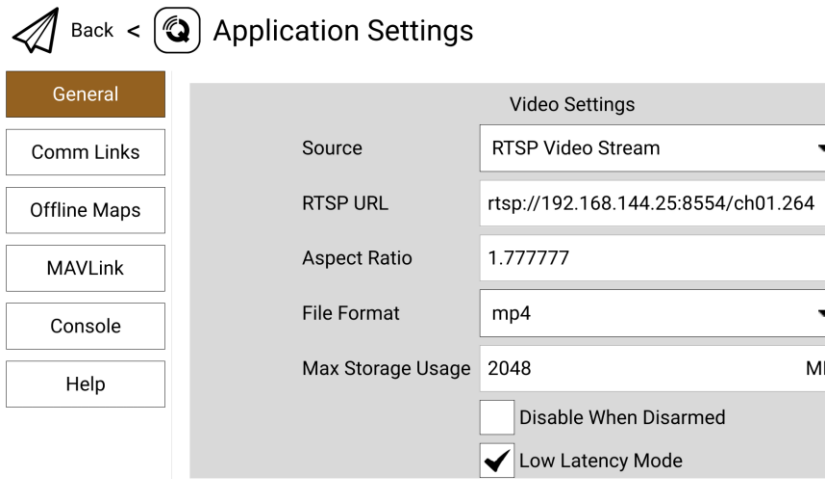 Back < Application Settings
General
Comm Links
Offline Maps
MAVLink
Console
Help
Video Settings
Source RTSP Video Stream
RTSP URL rtsp://192.168.144.25:8554/ch01.264
Aspect Ratio 1.777777
File Format mp4
Max Storage Usage 2048
Disable When Disarmed
Low Latency Mode